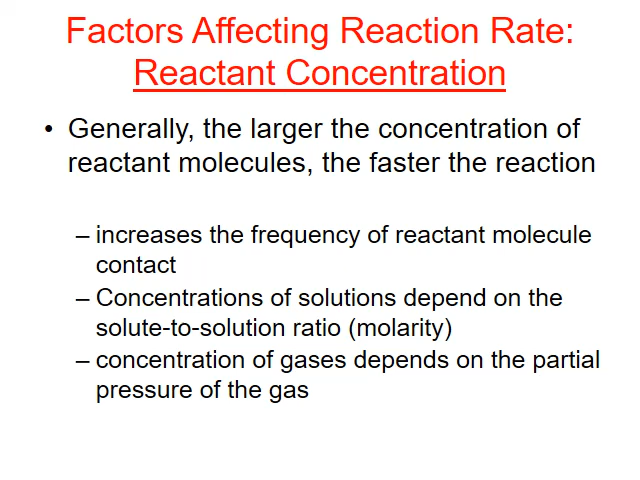 Factors Affecting Reaction Rate:
Reactant Concentration
• Generally, the larger the concentration of
reactant molecules, the faster the reaction
– increases the frequency of reactant molecule
contact
– Concentrations of solutions depend on the
solute-to-solution ratio (molarity)
– concentration of gases depends on the partial
pressure of the gas